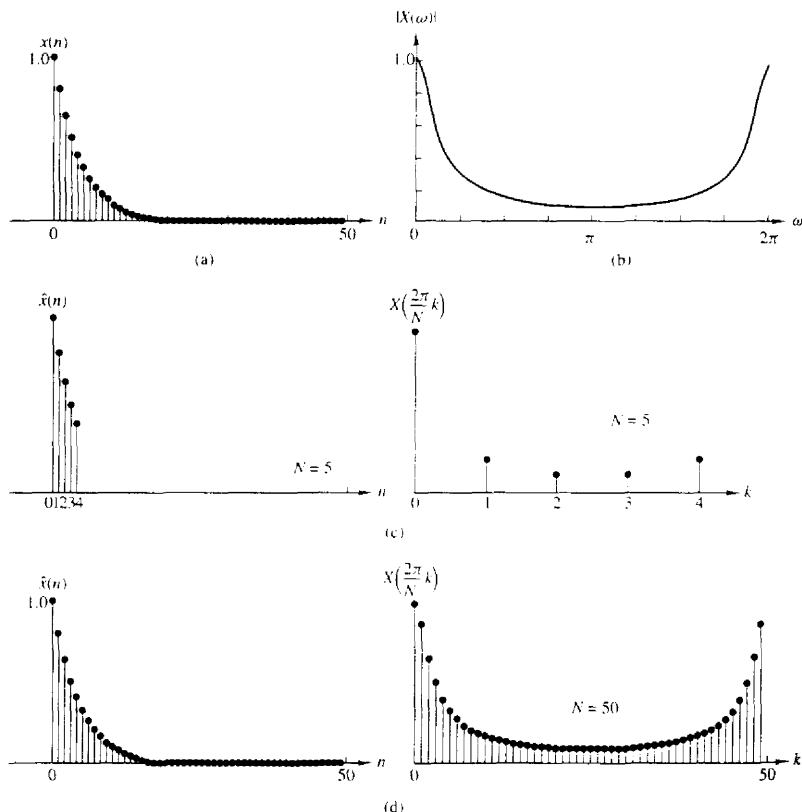 x(n)
1.0
0
50
n
(a)
|X(ω)|
1.0
0
π
2π
ω
(b)
x̂(n)
N = 5
01234
n
X(2π/N k)
N = 5
0
1
2
3
4
k
(c)
x̂(n)
1.0
0
50
n
X(2π/N k)
N = 50
0
50
k
(d)